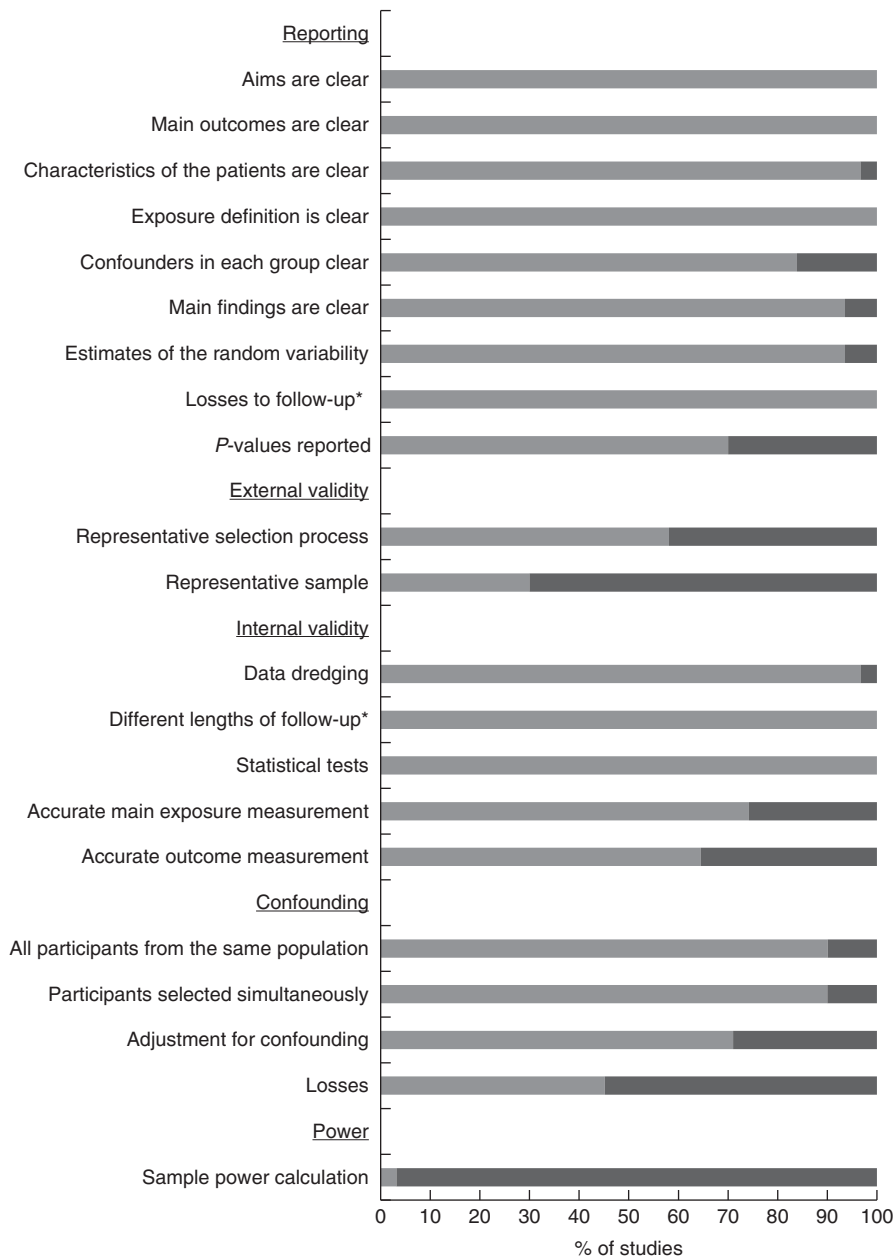 Reporting
Aims are clear
Main outcomes are clear
Characteristics of the patients are clear
Exposure definition is clear
Confounders in each group clear
Main findings are clear
Estimates of the random variability
Losses to follow-up*
P-values reported
External validity
Representative selection process
Representative sample
Internal validity
Data dredging
Different lengths of follow-up*
Statistical tests
Accurate main exposure measurement
Accurate outcome measurement
Confounding
All participants from the same population
Participants selected simultaneously
Adjustment for confounding
Losses
Power
Sample power calculation
0 10 20 30 40 50 60 70 80 90 100
% of studies